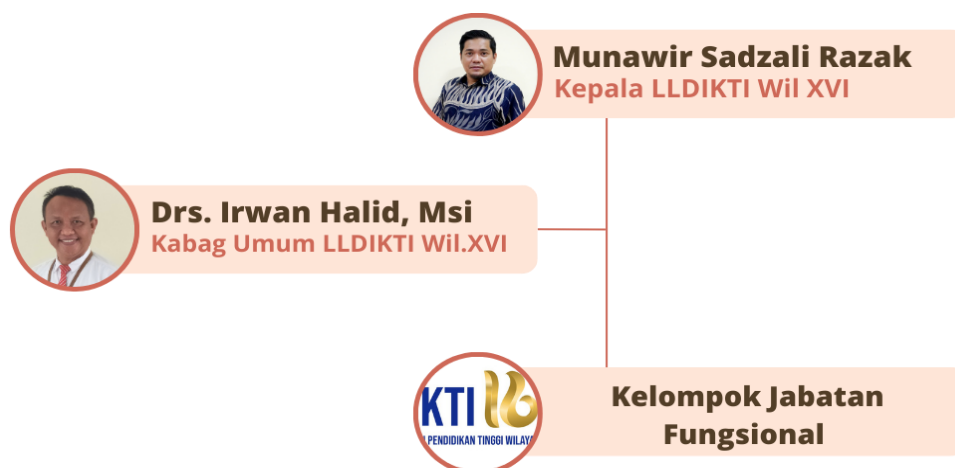 Munawir Sadzali Razak
Kepala LLDIKTI Wil XVI
Drs. Irwan Halid, Msi
Kabag Umum LLDIKTI Wil.XVI
KTI 16
PENDIDIKAN TINGGI WILAYA
Kelompok Jabatan
Fungsional